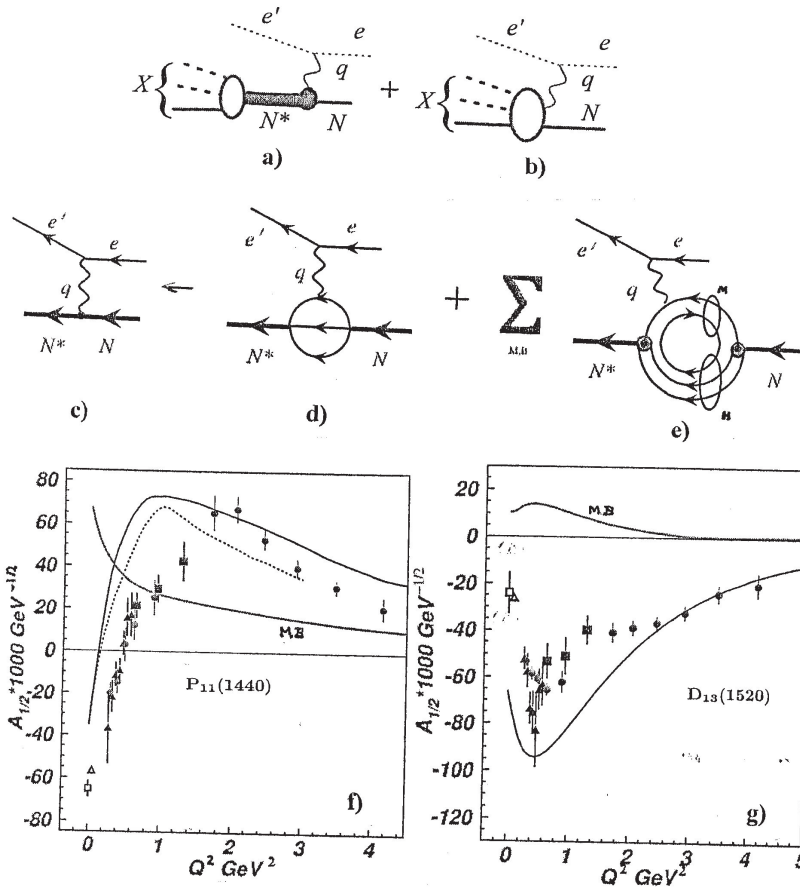 e' e
X q
N* N
a)
+
e' e
X q
N
b)
e' e
q
N* N
c)
e' e
q
N* N
d)
+
Σ
M,B
e' e
q M
N* N
B
e)
80
60
40
20
0
-20
-40
-60
-80
A1/2 *1000 GeV-1/2
M.B
P11(1440)
f)
0 1 2 3 4
Q2 GeV2
20
0
-20
-40
-60
-80
-100
-120
A1/2 *1000 GeV-1/2
M.B
D13(1520)
g)
0 1 2 3 4 5
Q2 GeV2